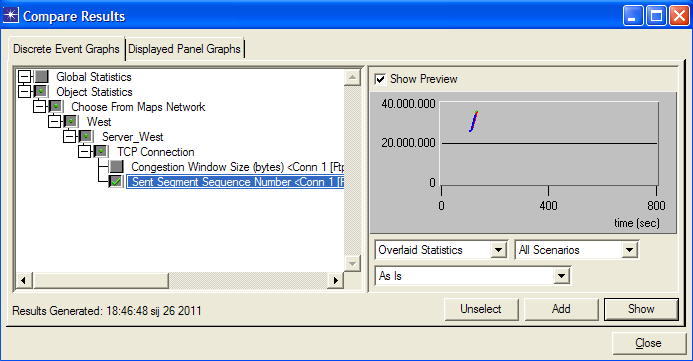 Compare Results
Discrete Event Graphs
Displayed Panel Graphs
Global Statistics
Object Statistics
Choose From Maps Network
West
Server_West
TCP Connection
Congestion Window Size (bytes) <Conn 1 [Ftp
Sent Segment Sequence Number <Conn 1 [F
Show Preview
40.000.000
20.000.000
0
0
400
800
time (sec)
Overlaid Statistics
All Scenarios
As Is
Results Generated: 18:46:48 sij 26 2011
Unselect
Add
Show
Close